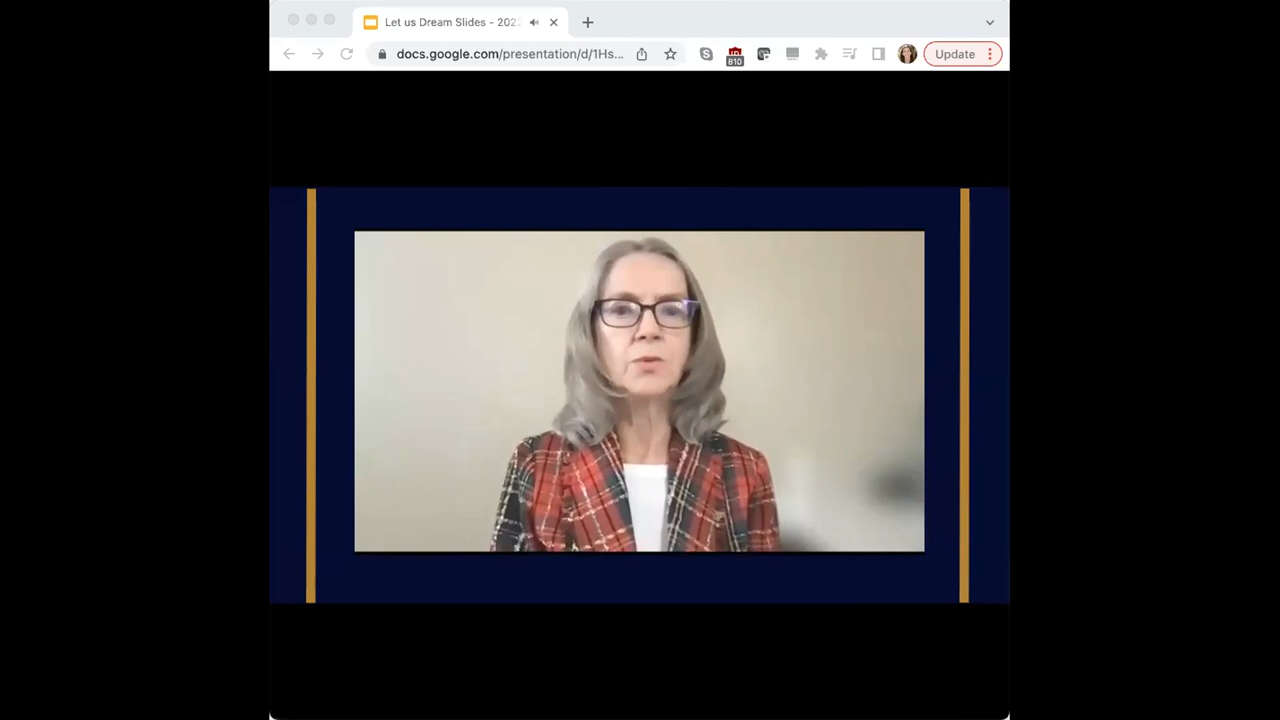 Let us Dream Slides - 202
docs.google.com/presentation/d/1Hs...
810
Update